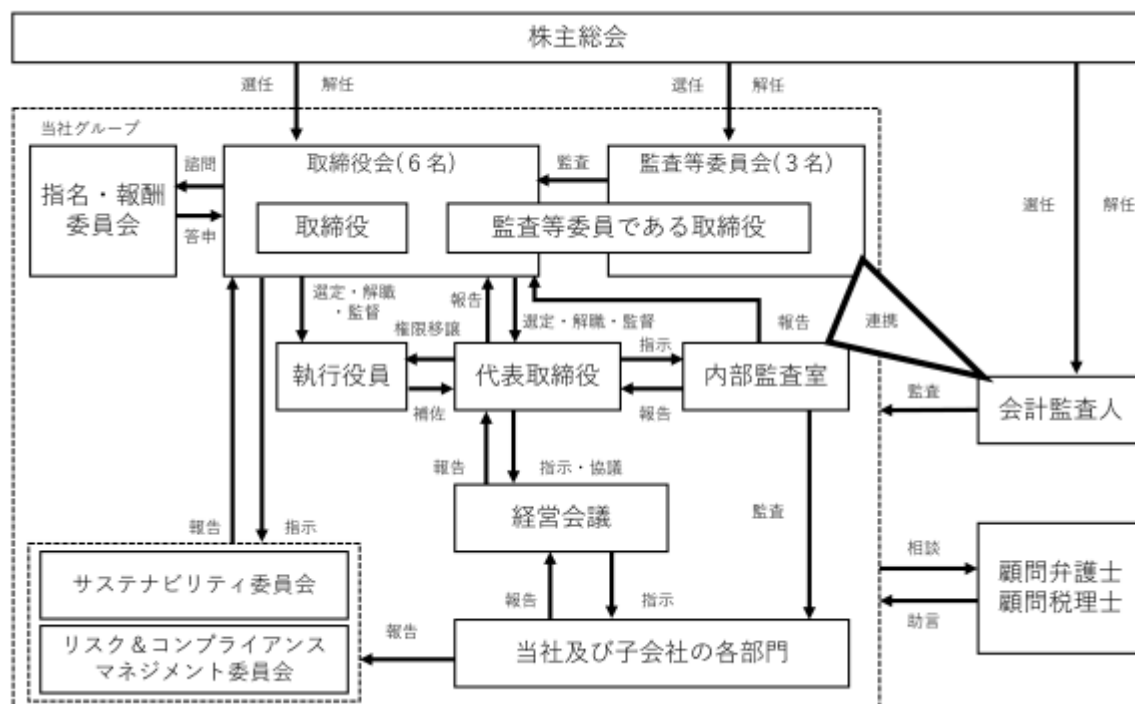 株主総会
選任
解任
選任
解任
当社グループ
諮問
指名・報酬
委員会
答申
取締役会(６名)
監査
監査等委員会(３名)
取締役
監査等委員である取締役
選任
解任
選定・解職
・監督
報告
選定・解職・監督
報告
連携
権限移譲
指示
執行役員
代表取締役
内部監査室
補佐
報告
監査
会計監査人
報告
指示・協議
経営会議
監査
報告
指示
サステナビリティ委員会
リスク＆コンプライアンス
マネジメント委員会
報告
報告
指示
当社及び子会社の各部門
相談
顧問弁護士
顧問税理士
助言